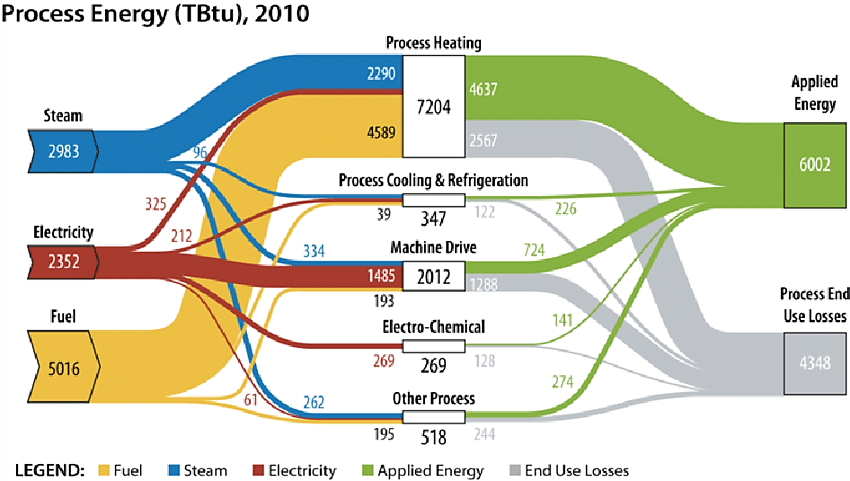 Process Energy (TBtu), 2010
Process Heating
2290
4637
7204
4589
2567
Applied
Energy
6002
Steam
2983
96
325
212
Process Cooling & Refrigeration
39
347
122
226
Electricity
2352
334
Machine Drive
724
1485
2012
1288
193
Process End
Use Losses
4348
Fuel
5016
Electro-Chemical
141
269
269
128
61
262
Other Process
274
195
518
244
LEGEND: Fuel Steam Electricity Applied Energy End Use Losses